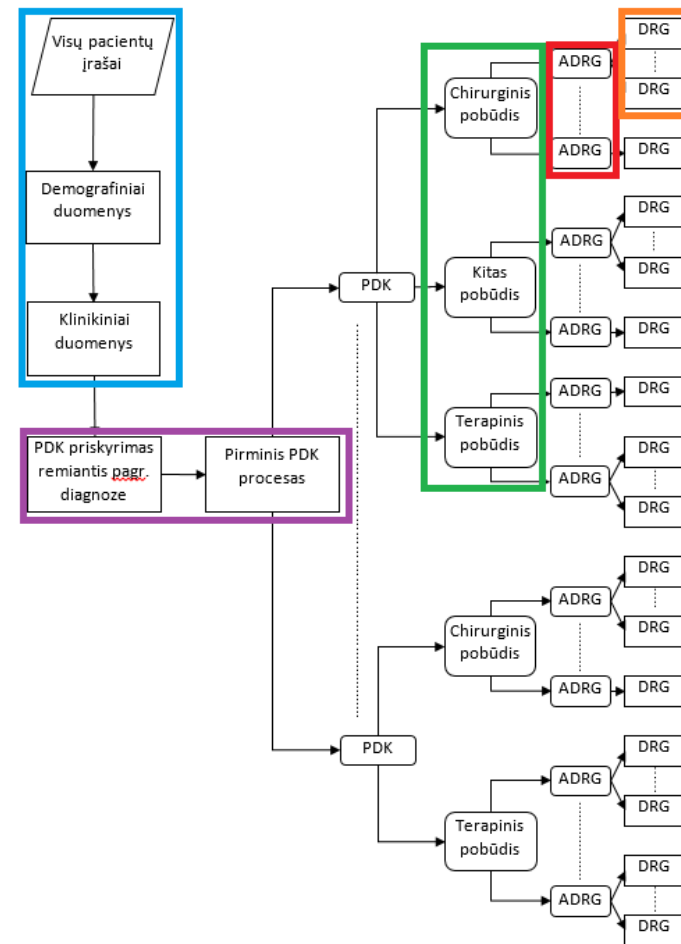 Visų pacientų
įrašai
Demografiniai
duomenys
Klinikiniai
duomenys
PDK priskyrimas
remiantis pagr.
diagnoze
Pirminis PDK
procesas
PDK
Chirurginis
pobūdis
ADRG
DRG
DRG
ADRG
DRG
Kitas
pobūdis
ADRG
DRG
DRG
ADRG
DRG
Terapinis
pobūdis
ADRG
DRG
ADRG
DRG
DRG
PDK
Chirurginis
pobūdis
ADRG
DRG
DRG
ADRG
DRG
Terapinis
pobūdis
ADRG
DRG
DRG
ADRG
DRG
DRG